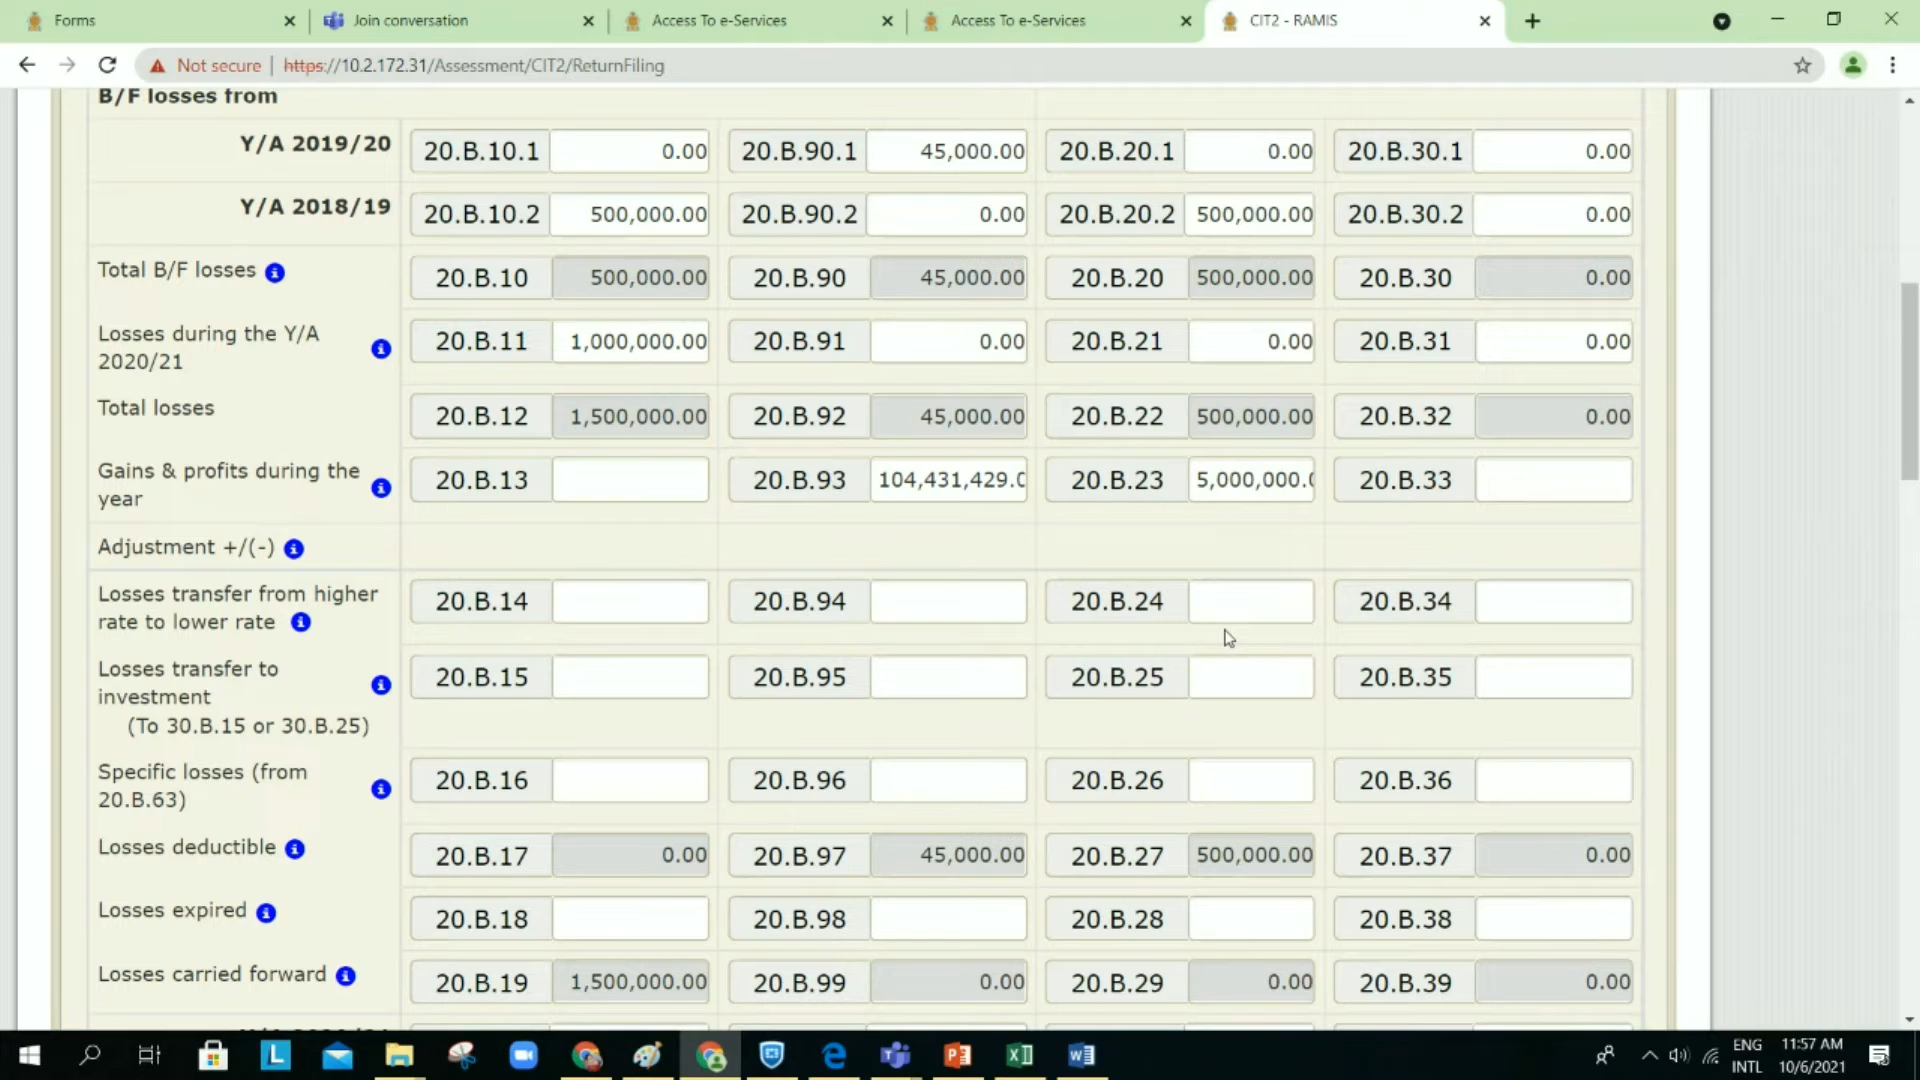 Forms
Join conversation
Access To e-Services
Access To e-Services
CIT2 - RAMIS
Not secure | https://10.2.172.31/Assessment/CIT2/ReturnFiling
B/F losses from
Y/A 2019/20 20.B.10.1 0.00 20.B.90.1 45,000.00 20.B.20.1 0.00 20.B.30.1 0.00
Y/A 2018/19 20.B.10.2 500,000.00 20.B.90.2 0.00 20.B.20.2 500,000.00 20.B.30.2 0.00
Total B/F losses 20.B.10 500,000.00 20.B.90 45,000.00 20.B.20 500,000.00 20.B.30 0.00
Losses during the Y/A
2020/21
20.B.11 1,000,000.00 20.B.91 0.00 20.B.21 0.00 20.B.31 0.00
Total losses 20.B.12 1,500,000.00 20.B.92 45,000.00 20.B.22 500,000.00 20.B.32 0.00
Gains & profits during the
year
20.B.13 20.B.93 104,431,429.0 20.B.23 5,000,000.0 20.B.33
Adjustment +/(-)
Losses transfer from higher
rate to lower rate
20.B.14 20.B.94 20.B.24 20.B.34
Losses transfer to
investment
(To 30.B.15 or 30.B.25)
20.B.15 20.B.95 20.B.25 20.B.35
Specific losses (from
20.B.63)
20.B.16 20.B.96 20.B.26 20.B.36
Losses deductible 20.B.17 0.00 20.B.97 45,000.00 20.B.27 500,000.00 20.B.37 0.00
Losses expired 20.B.18 20.B.98 20.B.28 20.B.38
Losses carried forward 20.B.19 1,500,000.00 20.B.99 0.00 20.B.29 0.00 20.B.39 0.00
ENG
INTL
11:57 AM
10/6/2021